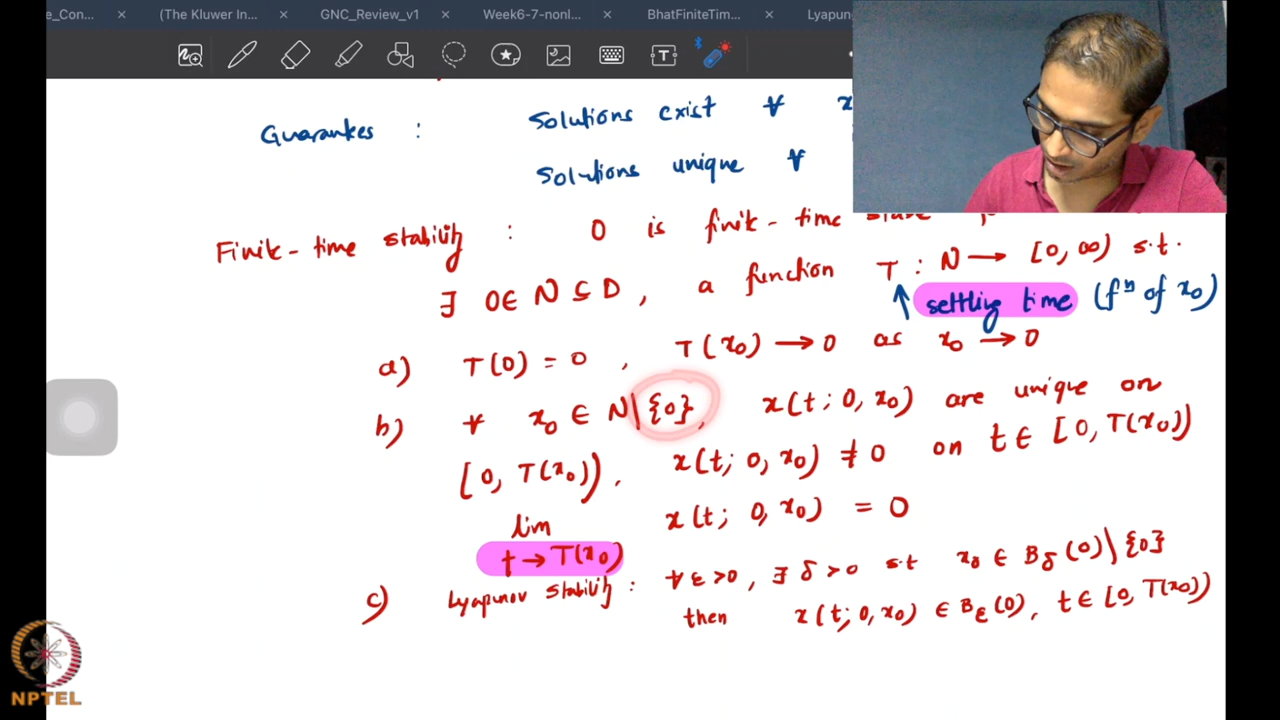 e_Con... (The Kluwer In... GNC_Review_v1 Week6-7-nonl... BhatFiniteTim... Lyapun
Guarantees : Solutions exist ∀ x
Solutions unique ∀
Finite-time stability : 0 is finite-time
∃ 0 ∈ N ⊆ D, a function T : N → [0, ∞) s.t.
settling time (fⁿ of x₀)
a) T(0) = 0, T(x₀) → 0 as x₀ → 0
b) ∀ x₀ ∈ N\{0}, x(t; 0, x₀) are unique on
[0, T(x₀)). x(t; 0, x₀) ≠ 0 on t ∈ [0, T(x₀))
lim x(t; 0, x₀) = 0
t → T(x₀)
c) Lyapunov stability : ∀ ε > 0, ∃ δ > 0 s.t x₀ ∈ B_δ(0)\{0}
then x(t; 0, x₀) ∈ B_ε(0), t ∈ [0, T(x₀))
NPTEL